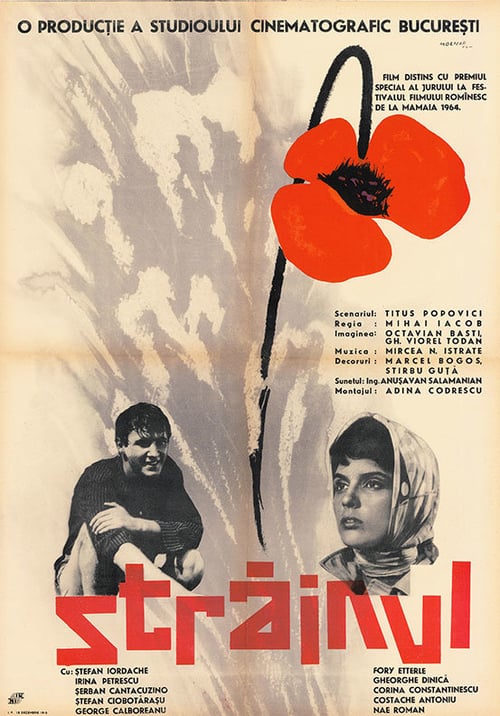 O PRODUCȚIE A STUDIOULUI CINEMATOGRAFIC BUCUREȘTI
FILM DISTINS CU PREMIUL
SPECIAL AL JURULUI LA FES-
TIVALUL FILMULUI ROMÎNESC
DE LA MAMAIA 1964.
Scenariul: TITUS POPOVICI
Regia : MIHAI IACOB
Imaginea: OCTAVIAN BASTI,
GH. VIOREL TODAN
Muzica : MIRCEA N. ISTRATE
Decoruri : MARCEL BOGOS,
STIRBU GUȚĂ
Sunetul: Ing. ANUȘAVAN SALAMANIAN
Montajul : ADINA CODRESCU
străinul
Cu: ȘTEFAN IORDACHE
IRINA PETRESCU
ȘERBAN CANTACUZINO
ȘTEFAN CIOBOTĂRAȘU
GEORGE CALBOREANU
FORY ETTERLE
GHEORGHE DINICĂ
CORINA CONSTANTINESCU
COSTACHE ANTONIU
NAE ROMAN